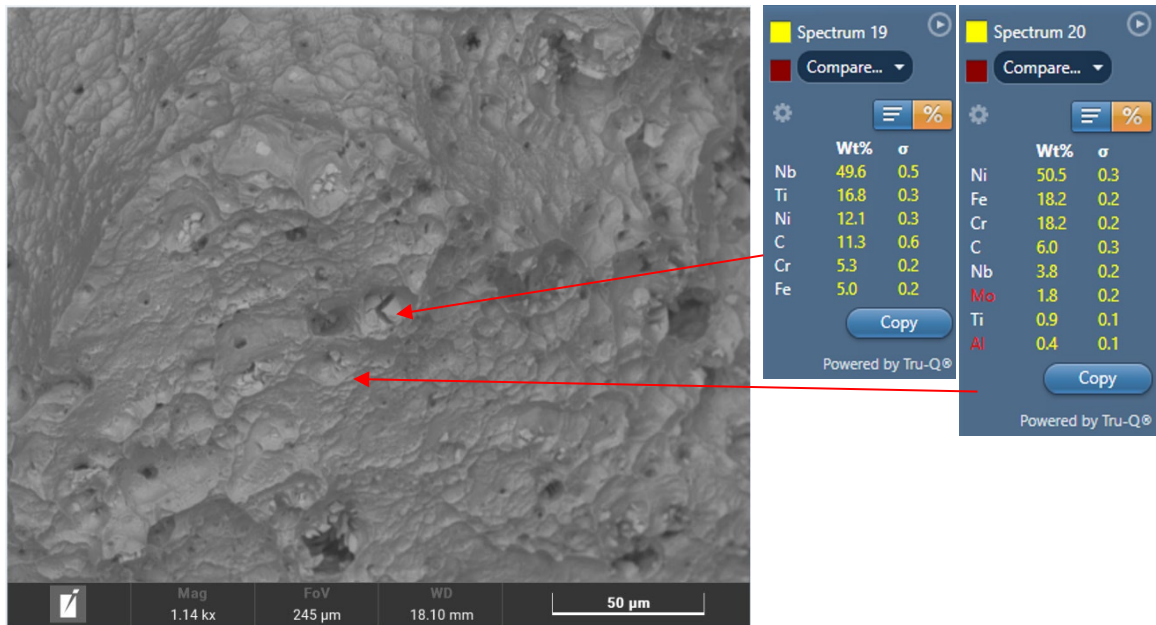 Spectrum 19
Compare...
%
Wt% σ
Nb 49.6 0.5
Ti 16.8 0.3
Ni 12.1 0.3
C 11.3 0.6
Cr 5.3 0.2
Fe 5.0 0.2
Copy
Powered by Tru-Q®
Spectrum 20
Compare...
%
Wt% σ
Ni 50.5 0.3
Fe 18.2 0.2
Cr 18.2 0.2
C 6.0 0.3
Nb 3.8 0.2
Mo 1.8 0.2
Ti 0.9 0.1
Al 0.4 0.1
Copy
Powered by Tru-Q®
Mag FoV WD
1.14 kx 245 µm 18.10 mm 50 µm